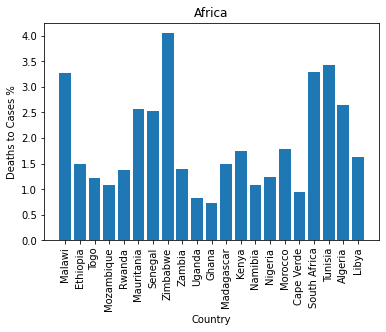 Africa
Deaths to Cases %
4.0
3.5
3.0
2.5
2.0
1.5
1.0
0.5
0.0
Malawi
Ethiopia
Togo
Mozambique
Rwanda
Mauritania
Senegal
Zimbabwe
Zambia
Uganda
Ghana
Madagascar
Kenya
Namibia
Nigeria
Morocco
Cape Verde
South Africa
Tunisia
Algeria
Libya
Country